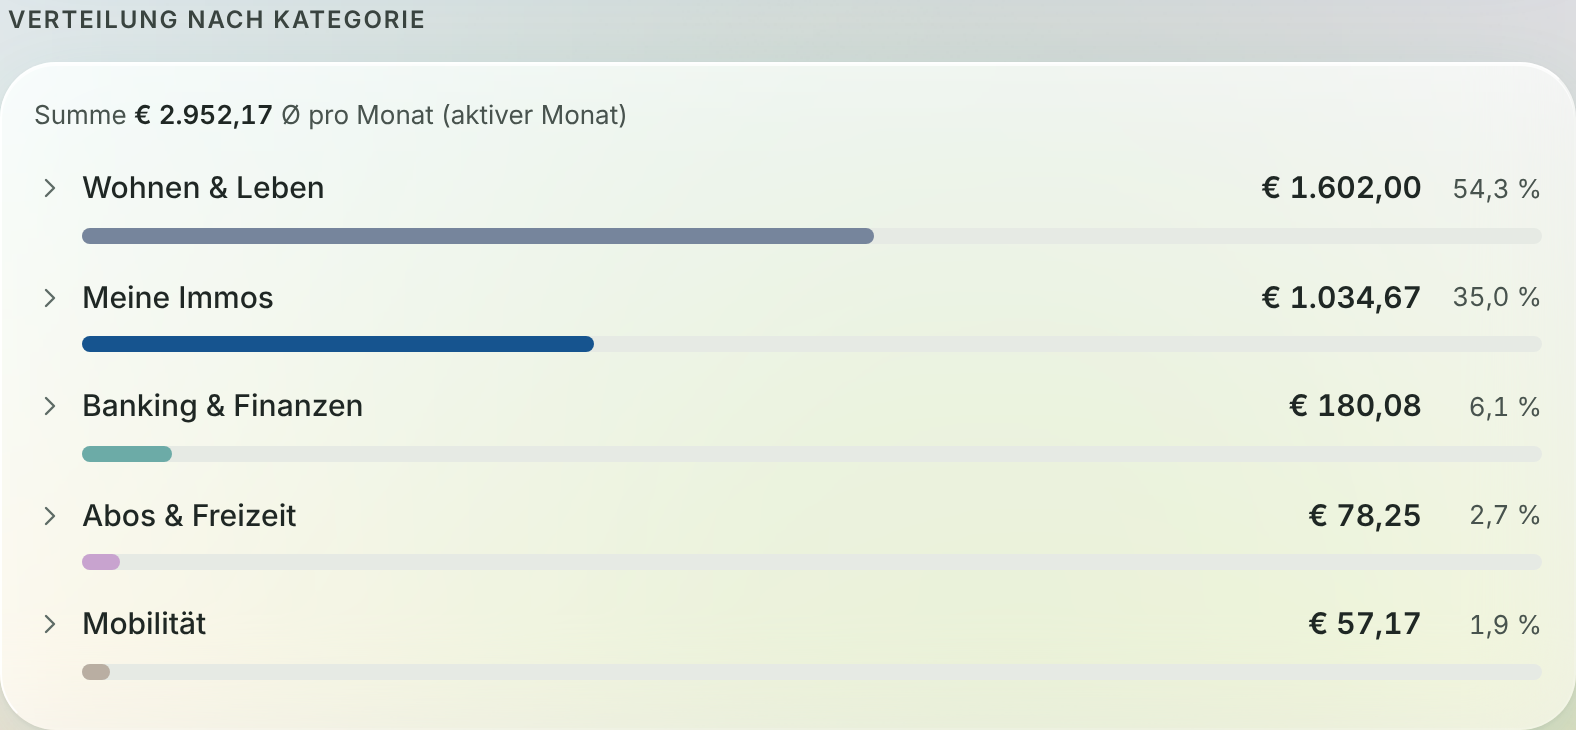 VERTEILUNG NACH KATEGORIE
Summe € 2.952,17 Ø pro Monat (aktiver Monat)
Wohnen & Leben € 1.602,00 54,3 %
Meine Immos € 1.034,67 35,0 %
Banking & Finanzen € 180,08 6,1 %
Abos & Freizeit € 78,25 2,7 %
Mobilität € 57,17 1,9 %